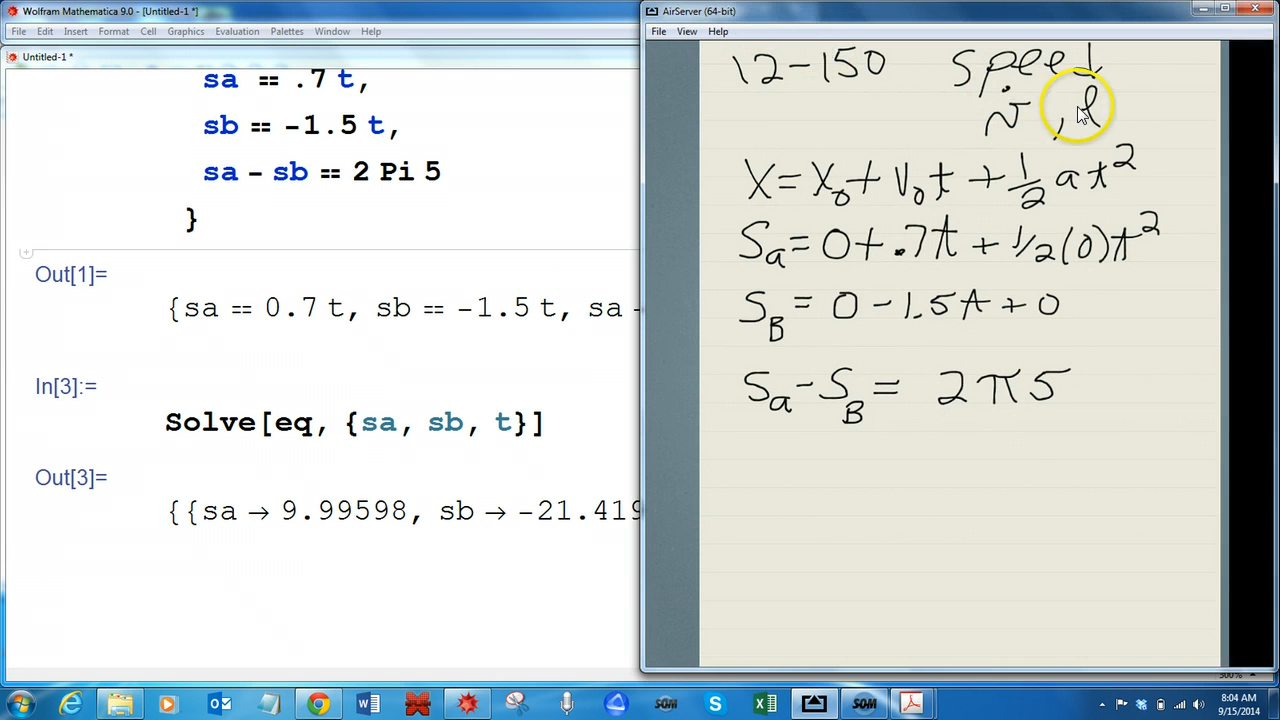 Wolfram Mathematica 9.0 - [Untitled-1 *]
File Edit Insert Format Cell Graphics Evaluation Palettes Window Help
Untitled-1 *
sa == .7 t,
sb == -1.5 t,
sa - sb == 2 Pi 5
}
Out[1]=
{sa == 0.7 t, sb == -1.5 t, sa -
In[3]:=
Solve[eq, {sa, sb, t}]
Out[3]=
{{sa → 9.99598, sb → -21.419
AirServer (64-bit)
File View Help
12-150 Speed
v, l
X = X₀ + V₀t + 1/2 at²
Sa = 0 + .7t + 1/2(0)t²
SB = 0 - 1.5t + 0
Sa - SB = 2π5
300%
8:04 AM
9/15/2014